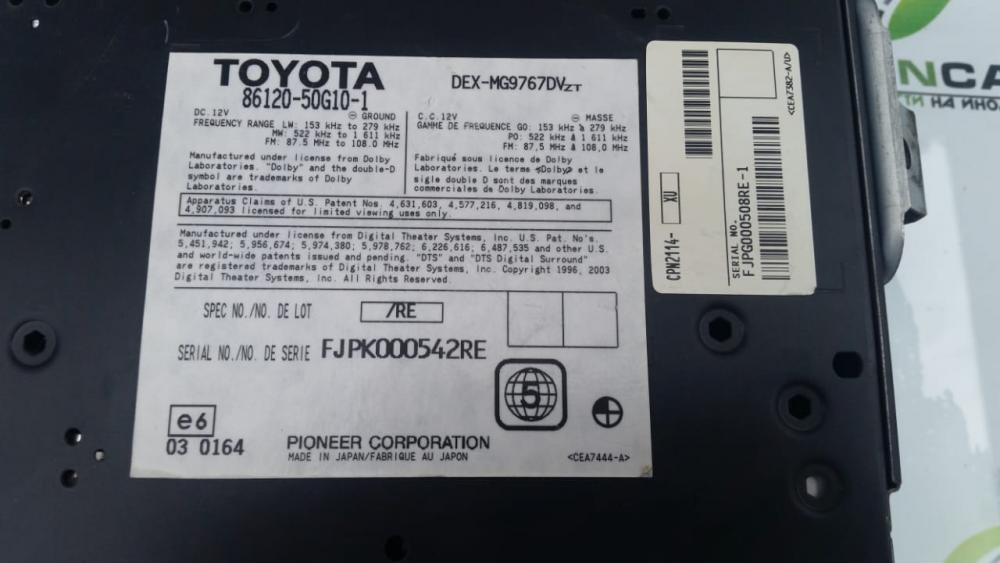 TOYOTA
86120-50G10-1
DEX-MG9767DVZT
DC. 12V ⊖ GROUND
FREQUENCY RANGE LW: 153 kHz to 279 kHz
MW: 522 kHz to 1 611 kHz
FM: 87.5 MHz to 108.0 MHz
C.C. 12V ⊖ MASSE
GAMME DE FREQUENCE GO: 153 kHz à 279 kHz
PO: 522 kHz à 1 611 kHz
FM: 87,5 MHz à 108,0 MHz
Manufactured under license from Dolby
Laboratories. "Dolby" and the double-D
symbol are trademarks of Dolby
Laboratories.
Fabriqué sous licence de Dolby
Laboratories. Le terme «Dolby» et le
sigle double D sont des marques
commerciales de Dolby Laboratories.
Apparatus Claims of U.S. Patent Nos. 4,631,603, 4,577,216, 4,819,098, and
4,907,093 licensed for limited viewing uses only.
Manufactured under license from Digital Theater Systems, Inc. U.S. Pat. No's.
5,451,942; 5,956,674; 5,974,380; 5,978,762; 6,226,616; 6,487,535 and other U.S.
and world-wide patents issued and pending. "DTS" and "DTS Digital Surround"
are registered trademarks of Digital Theater Systems, Inc. Copyright 1996, 2003
Digital Theater Systems, Inc. All Rights Reserved.
SPEC NO./NO. DE LOT /RE
SERIAL NO./NO. DE SERIE FJPK000542RE
5
e6
03 0164
PIONEER CORPORATION
MADE IN JAPAN/FABRIQUE AU JAPON
<CEA7444-A>
CPN2114- XU
SERIAL NO.
FJPG000508RE-1
<CEA7382-A/U>
NCA
ТИ НА ИНО